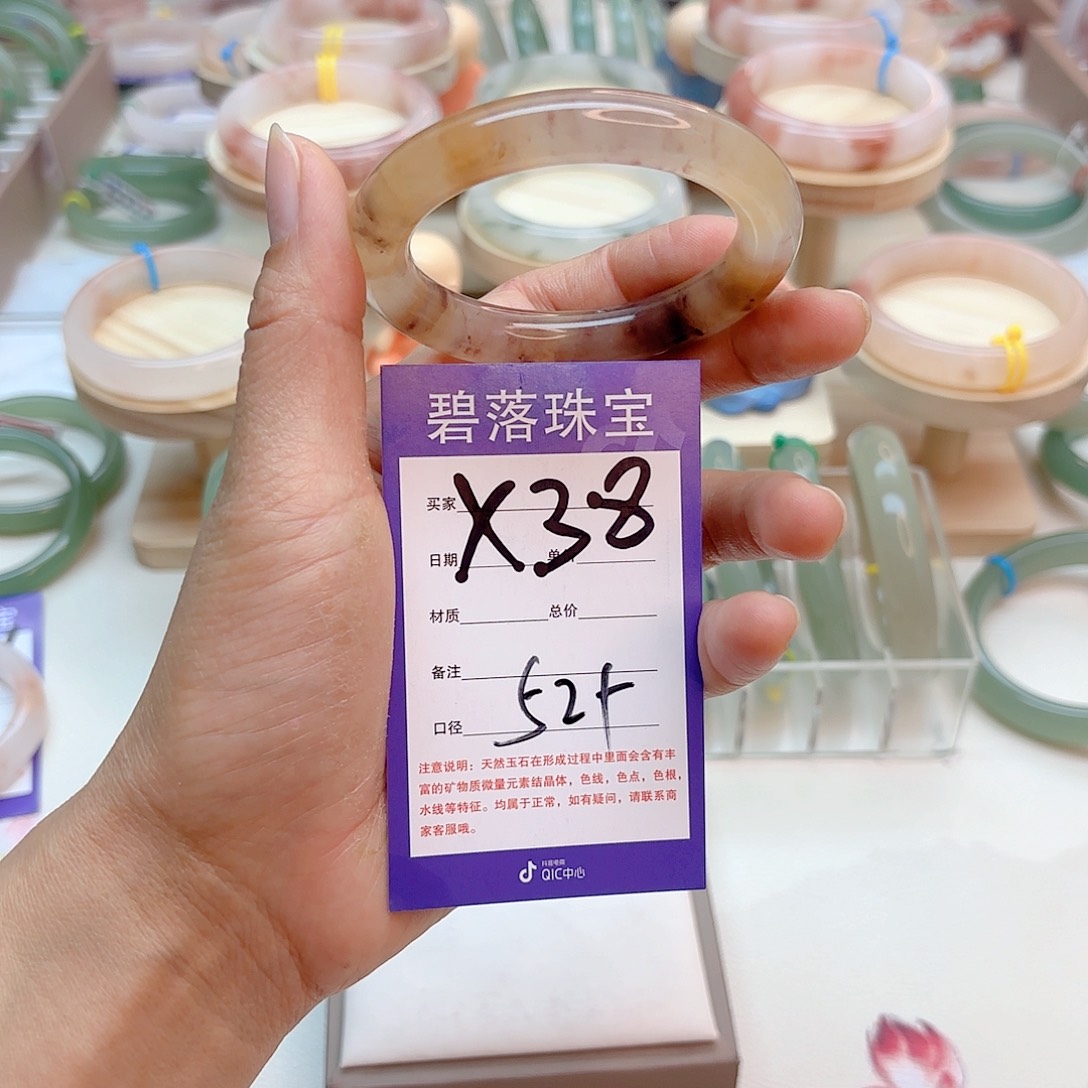 碧落珠宝
买家 X38
日期 单
材质 总价
备注
口径 52+
注意说明：天然玉石在形成过程中里面会含有丰
富的矿物质微量元素结晶体，色线，色点，色根，
水线等特征。均属于正常，如有疑问，请联系商
家客服哦。
抖音电商
QIC中心